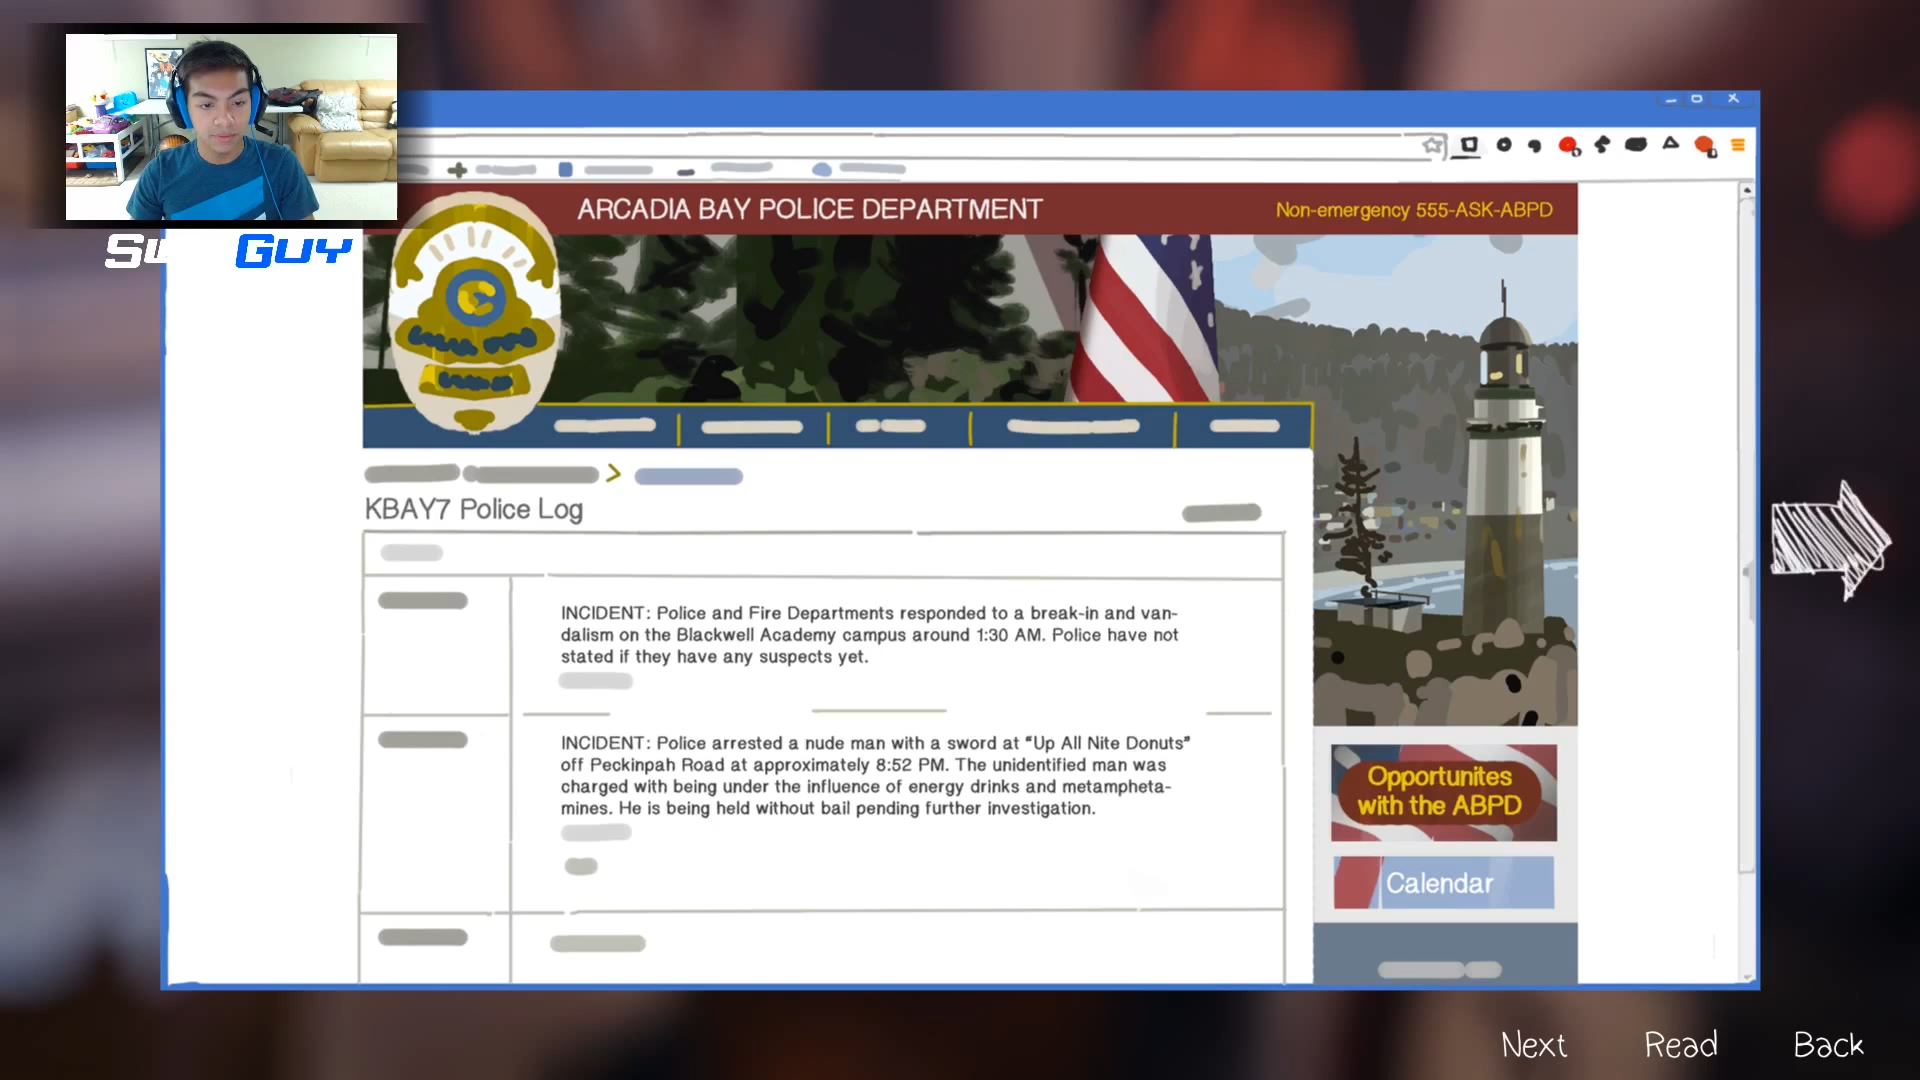 ARCADIA BAY POLICE DEPARTMENT
Non-emergency 555-ASK-ABPD
Guy
KBAY7 Police Log
INCIDENT: Police and Fire Departments responded to a break-in and van-
dalism on the Blackwell Academy campus around 1:30 AM. Police have not
stated if they have any suspects yet.
INCIDENT: Police arrested a nude man with a sword at “Up All Nite Donuts”
off Peckinpah Road at approximately 8:52 PM. The unidentified man was
charged with being under the influence of energy drinks and metampheta-
mines. He is being held without bail pending further investigation.
Opportunites
with the ABPD
Calendar
Next Read Back